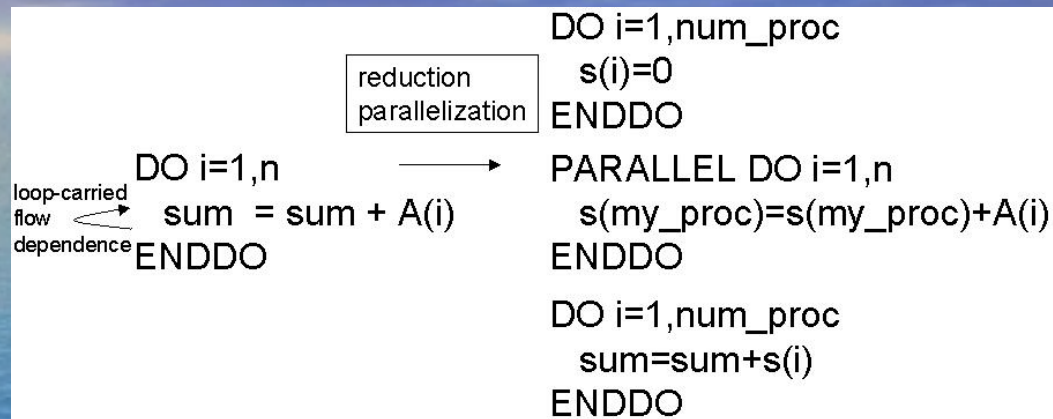 DO i=1,n
sum = sum + A(i)
ENDDO
loop-carried
flow
dependence
reduction
parallelization
DO i=1,num_proc
s(i)=0
ENDDO
PARALLEL DO i=1,n
s(my_proc)=s(my_proc)+A(i)
ENDDO
DO i=1,num_proc
sum=sum+s(i)
ENDDO